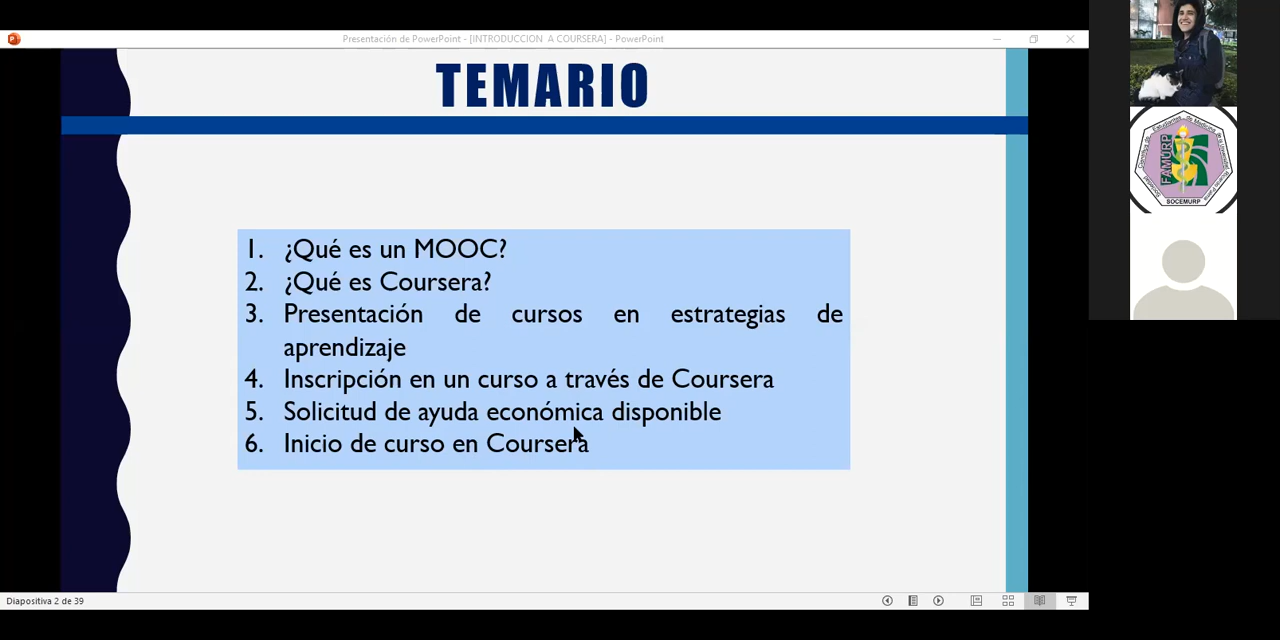 Presentación de PowerPoint - [INTRODUCCION A COURSERA] - PowerPoint
TEMARIO
1. ¿Qué es un MOOC?
2. ¿Qué es Coursera?
3. Presentación de cursos en estrategias de
aprendizaje
4. Inscripción en un curso a través de Coursera
5. Solicitud de ayuda económica disponible
6. Inicio de curso en Coursera
Diapositiva 2 de 39
FAMURP
SOCEMURP